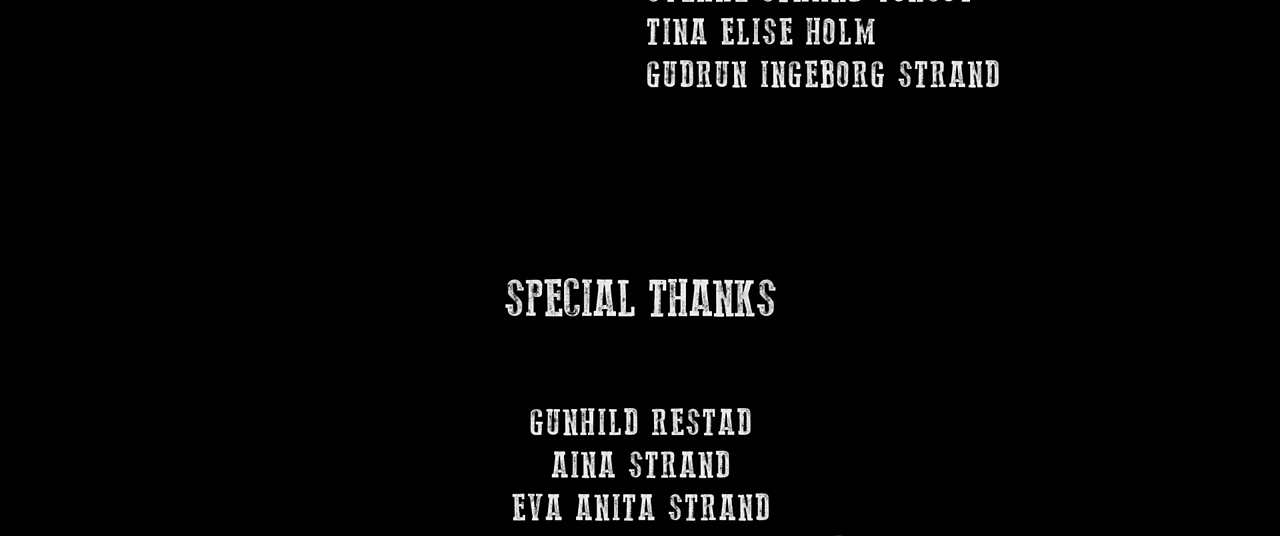 TINA ELISE HOLM
GUDRUN INGEBORG STRAND
SPECIAL THANKS
GUNHILD RESTAD
AINA STRAND
EVA ANITA STRAND